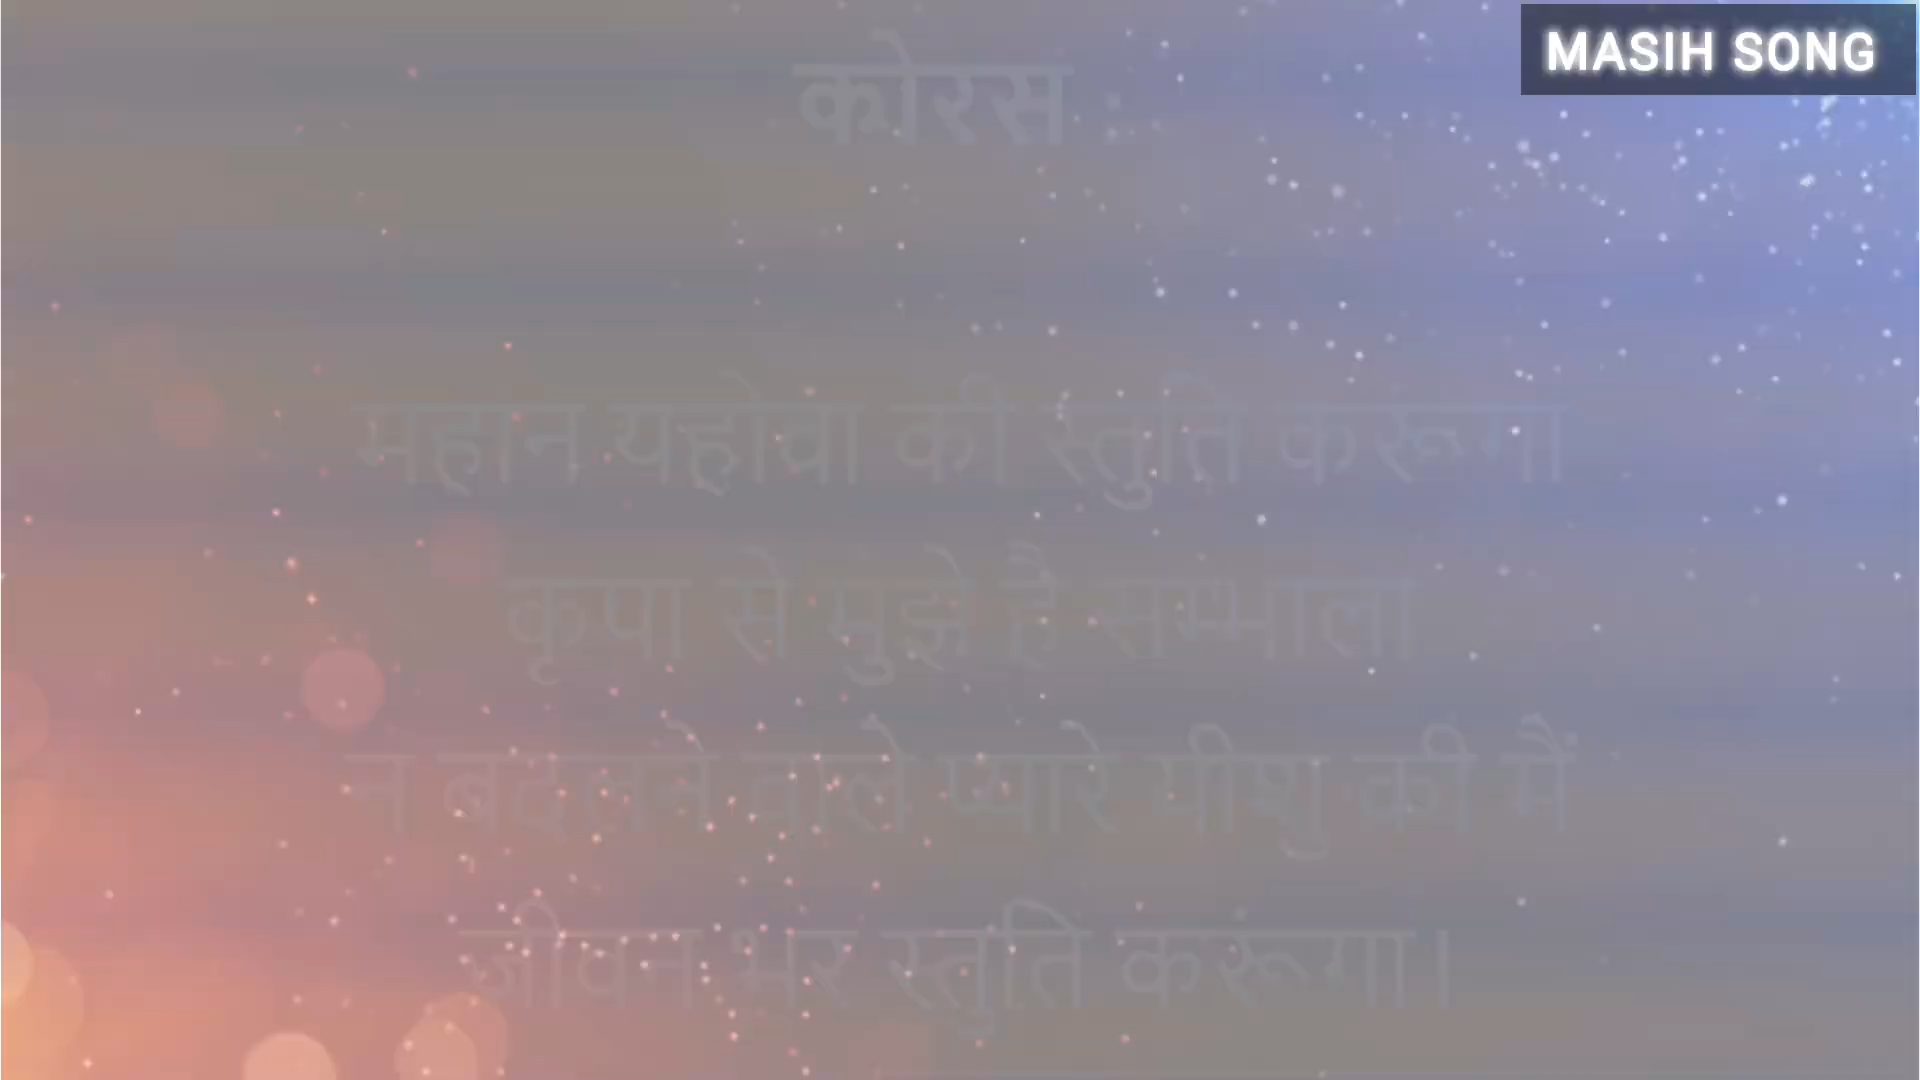 MASIH SONG
कोरस :
महान यहोवा की स्तुति करूंगा
कृपा से मुझे है सम्भाला
न बदलने वाले प्यारे यीशु की मैं
जीवन भर स्तुति करूंगा।